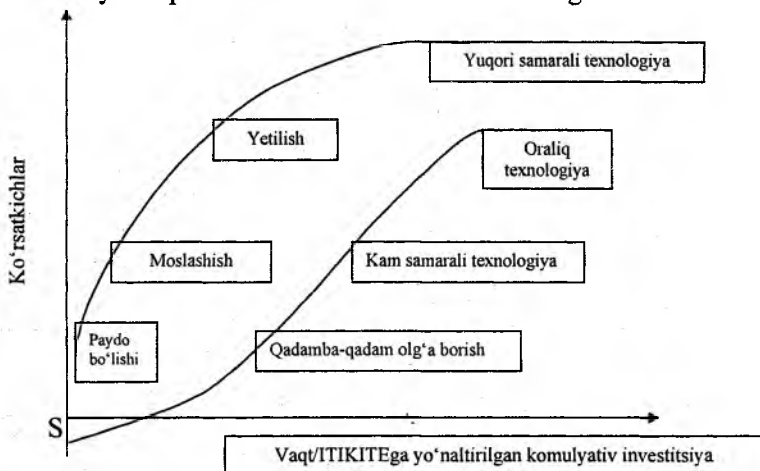 Yuqori samarali texnologiya
Yetilish
Oraliq
texnologiya
Ko‘rsatkichlar
Moslashish
Kam samarali texnologiya
Paydo
bo‘lishi
Qadamba-qadam olg‘a borish
S
Vaqt/ITIKITEga yo‘naltirilgan komulyativ investitsiya